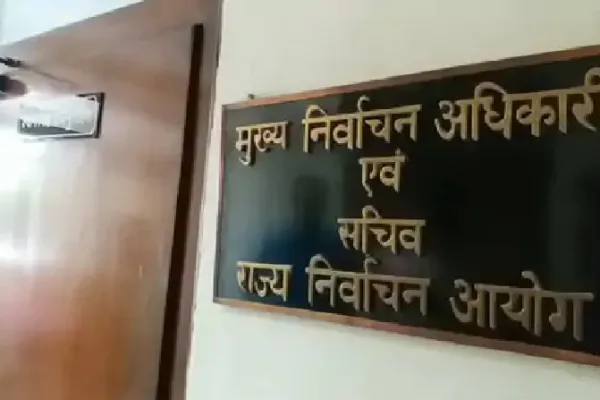 मुख्य निर्वाचन अधिकारी
एवं
सचिव
राज्य निर्वाचन आयोग